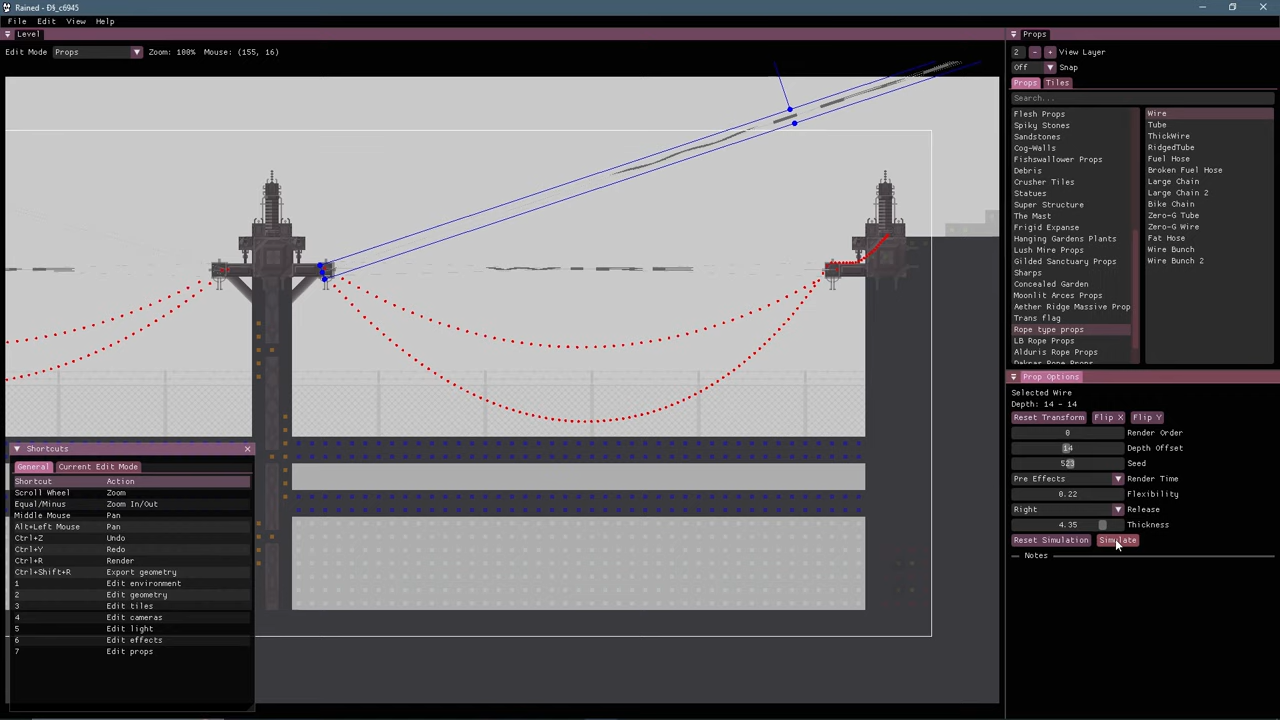 Rained - Ðš_c6945
File Edit View Help
Level
Edit Mode Props Zoom: 100% Mouse: (155, 16)
Props
2 - + View Layer
Off Snap
Props Tiles
Search...
Flesh Props
Spiky Stones
Sandstones
Cog-Walls
Fishswallower Props
Debris
Crusher Tiles
Statues
Super Structure
The Mast
Frigid Expanse
Hanging Gardens Plants
Lush Mire Props
Gilded Sanctuary Props
Sharps
Concealed Garden
Moonlit Arces Props
Aether Ridge Massive Prop
Trans flag
Rope type props
LB Rope Props
Alduris Rope Props
Dakras Rope Props
Wire
Tube
ThickWire
RidgedTube
Fuel Hose
Broken Fuel Hose
Large Chain
Large Chain 2
Bike Chain
Zero-G Tube
Zero-G Wire
Fat Hose
Wire Bunch
Wire Bunch 2
Prop Options
Selected Wire
Depth: 14 - 14
Reset Transform Flip X Flip Y
0 Render Order
14 Depth Offset
523 Seed
Pre Effects Render Time
0.22 Flexibility
Right Release
4.35 Thickness
Reset Simulation Simulate
Notes
Shortcuts
General Current Edit Mode
Shortcut Action
Scroll Wheel Zoom
Equal/Minus Zoom In/Out
Middle Mouse Pan
Alt+Left Mouse Pan
Ctrl+Z Undo
Ctrl+Y Redo
Ctrl+R Render
Ctrl+Shift+R Export geometry
1 Edit environment
2 Edit geometry
3 Edit tiles
4 Edit cameras
5 Edit light
6 Edit effects
7 Edit props